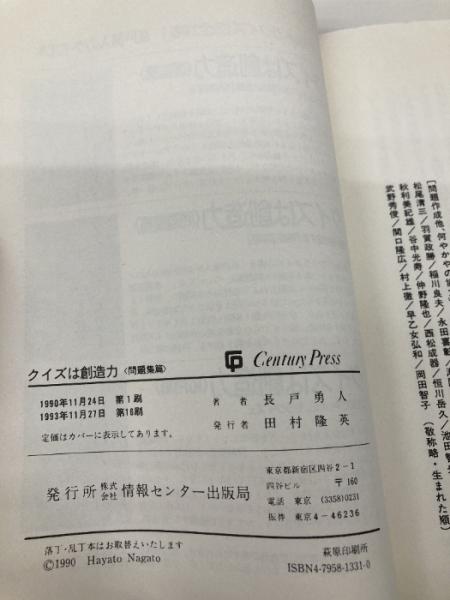 [問題作成他、何やかやの
松尾清三/羽賀政勝/稲川良夫/永田喜彰/
秋利美紀雄/谷中光寿/仲野隆也/西松成器/恒川岳久/池田
武野秀俊/関口隆広/村上徹/早乙女弘和/岡田智子 (敬称略・生まれた順)
クイズは創造力〈問題集篇〉
Century Press
1990年11月24日 第1刷
1993年11月27日 第16刷
定価はカバーに表示してあります。
著者 長戸勇人
発行者 田村隆英
発行所 株式会社 情報センター出版局
東京都新宿区四谷2-1
四谷ビル 〒160
電話 東京 (3358)0231
振替 東京4-46236
落丁・乱丁本はお取替えいたします
©1990 Hayato Nagato
萩原印刷所
ISBN4-7958-1331-0